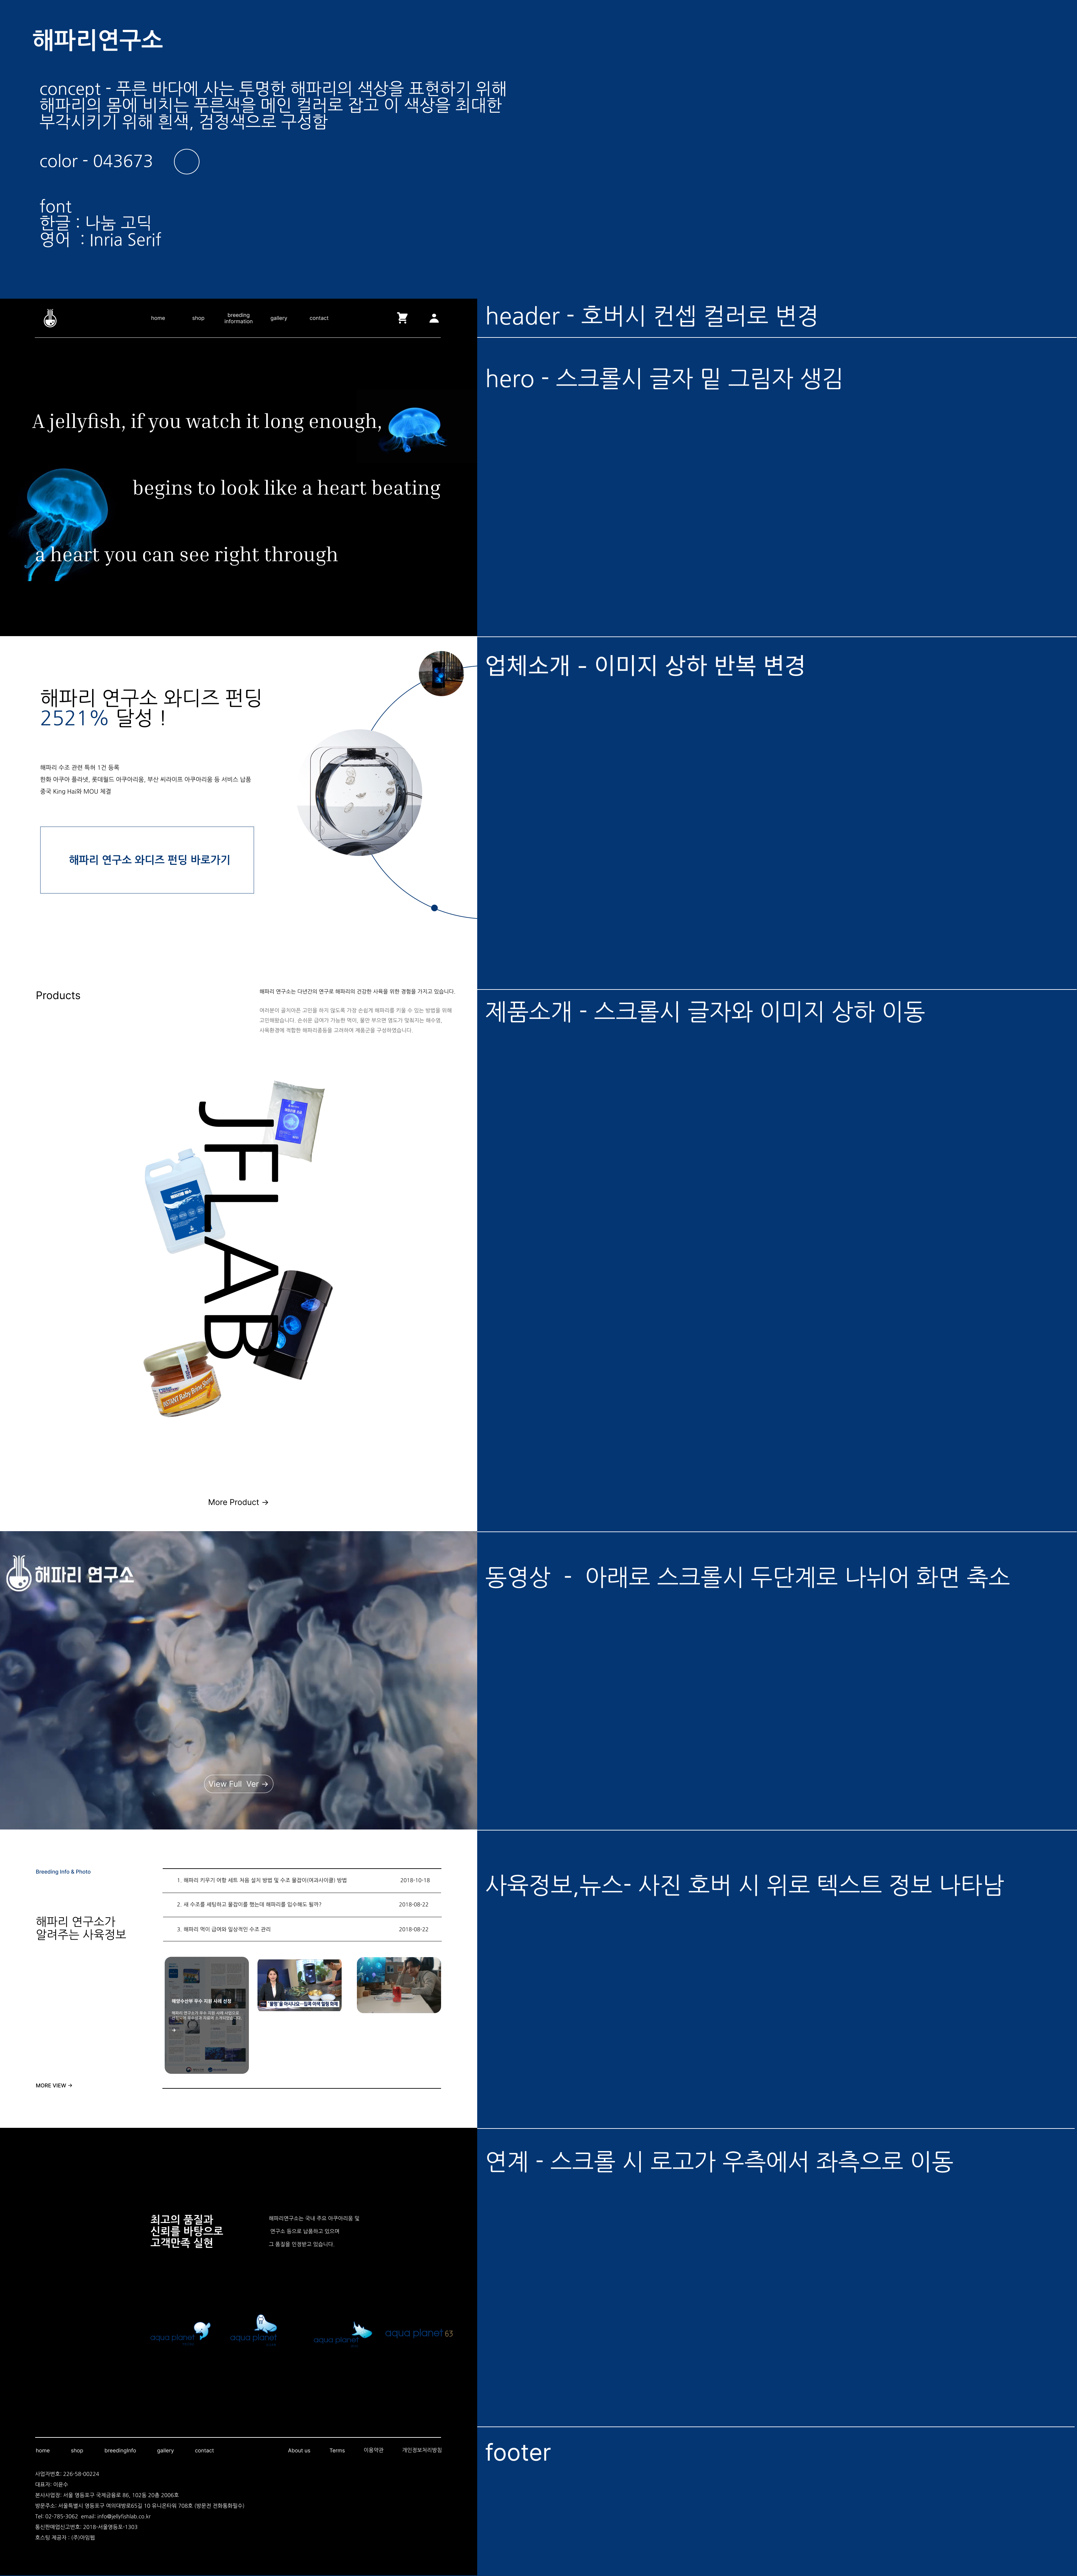 해파리연구소
concept - 푸른 바다에 사는 투명한 해파리의 색상을 표현하기 위해
해파리의 몸에 비치는 푸른색을 메인 컬러로 잡고 이 색상을 최대한
부각시키기 위해 흰색, 검정색으로 구성함
color - 043673
font
한글 : 나눔 고딕
영어 : Inria Serif
home
shop
breeding
information
gallery
contact
header - 호버시 컨셉 컬러로 변경
hero - 스크롤시 글자 밑 그림자 생김
A jellyfish, if you watch it long enough,
begins to look like a heart beating
a heart you can see right through
업체소개 - 이미지 상하 반복 변경
해파리 연구소 와디즈 펀딩
2521% 달성 !
해파리 수조 관련 특허 1건 등록
한화 아쿠아 플라넷, 롯데월드 아쿠아리움, 부산 씨라이프 아쿠아리움 등 서비스 납품
중국 King Hai와 MOU 체결
해파리 연구소 와디즈 펀딩 바로가기
제품소개 - 스크롤시 글자와 이미지 상하 이동
Products
해파리 연구소는 다년간의 연구로 해파리의 건강한 사육을 위한 경험을 가지고 있습니다.
여러분이 골치아픈 고민을 하지 않도록 가장 손쉽게 해파리를 키울 수 있는 방법을 위해
고민해왔습니다. 손쉬운 급여가 가능한 먹이, 물만 부으면 염도가 맞춰지는 해수염,
사육환경에 적합한 해파리종등을 고려하여 제품군을 구성하였습니다.
JFLAB
INSTANT Baby Brine Shrimp
More Product →
동영상 - 아래로 스크롤시 두단계로 나뉘어 화면 축소
해파리 연구소
View Full Ver →
사육정보,뉴스- 사진 호버 시 위로 텍스트 정보 나타남
Breeding Info & Photo
해파리 연구소가
알려주는 사육정보
1. 해파리 키우기 어항 세트 처음 설치 방법 및 수조 물잡이(여과사이클) 방법
2018-10-18
2. 새 수조를 세팅하고 물잡이를 했는데 해파리를 입수해도 될까?
2018-08-22
3. 해파리 먹이 급여와 일상적인 수조 관리
2018-08-22
해양수산부 우수 지원 사례 선정
'물멍'을 아시나요…집콕 이색 힐링 화제
MORE VIEW →
연계 - 스크롤 시 로고가 우측에서 좌측으로 이동
최고의 품질과
신뢰를 바탕으로
고객만족 실현
해파리연구소는 국내 주요 아쿠아리움 및
연구소 등으로 납품하고 있으며
그 품질을 인정받고 있습니다.
aqua planet
aqua planet
aqua planet
aqua planet 63
footer
home
shop
breedingInfo
gallery
contact
About us
Terms
이용약관
개인정보처리방침
사업자번호: 226-58-00224
대표자: 이윤수
본사사업장: 서울 영등포구 국제금융로 86, 102동 20층 2006호
방문주소: 서울특별시 영등포구 여의대방로65길 10 유니온타워 708호 (방문전 전화통화필수)
Tel: 02-785-3062 email: info@jellyfishlab.co.kr
통신판매업신고번호: 2018-서울영등포-1303
호스팅 제공자 : (주)아임웹